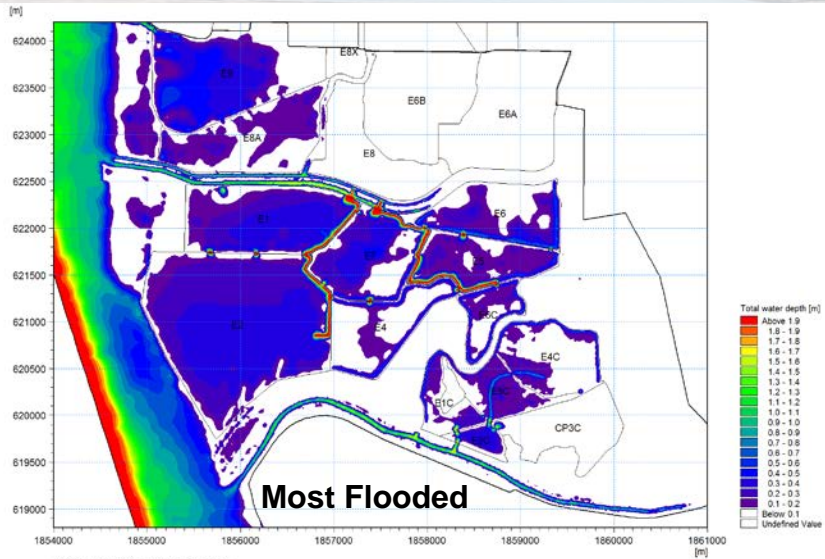 [m]
624000
623500
623000
622500
622000
621500
621000
620500
620000
619500
619000
1854000 1855000 1856000 1857000 1858000 1859000 1860000 1861000
[m]
E8X
E9
E6B
E6A
E8A
E8
E1
E6
E5
E2
E4
E6C
E4C
B1C
E5C
CP3C
Most Flooded
Total water depth [m]
Above 1.9
1.8 - 1.9
1.7 - 1.8
1.6 - 1.7
1.5 - 1.6
1.4 - 1.5
1.3 - 1.4
1.2 - 1.3
1.1 - 1.2
1.0 - 1.1
0.9 - 1.0
0.8 - 0.9
0.7 - 0.8
0.6 - 0.7
0.5 - 0.6
0.4 - 0.5
0.3 - 0.4
0.2 - 0.3
0.1 - 0.2
Below 0.1
Undefined Value